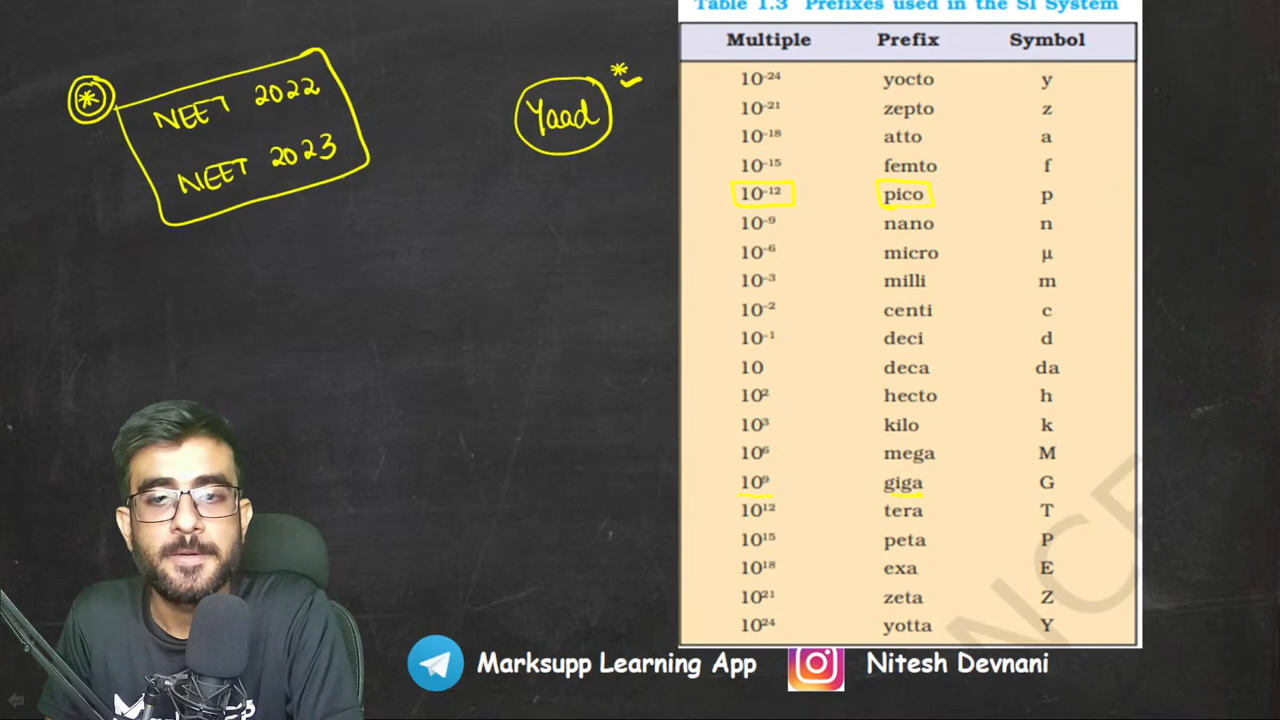 Table 1.3 Prefixes used in the SI System
Multiple Prefix Symbol
10⁻²⁴ yocto y
10⁻²¹ zepto z
10⁻¹⁸ atto a
10⁻¹⁵ femto f
10⁻¹² pico p
10⁻⁹ nano n
10⁻⁶ micro μ
10⁻³ milli m
10⁻² centi c
10⁻¹ deci d
10 deca da
10² hecto h
10³ kilo k
10⁶ mega M
10⁹ giga G
10¹² tera T
10¹⁵ peta P
10¹⁸ exa E
10²¹ zeta Z
10²⁴ yotta Y
* NEET 2022
NEET 2023
Yaad *
Marksupp Learning App
Nitesh Devnani